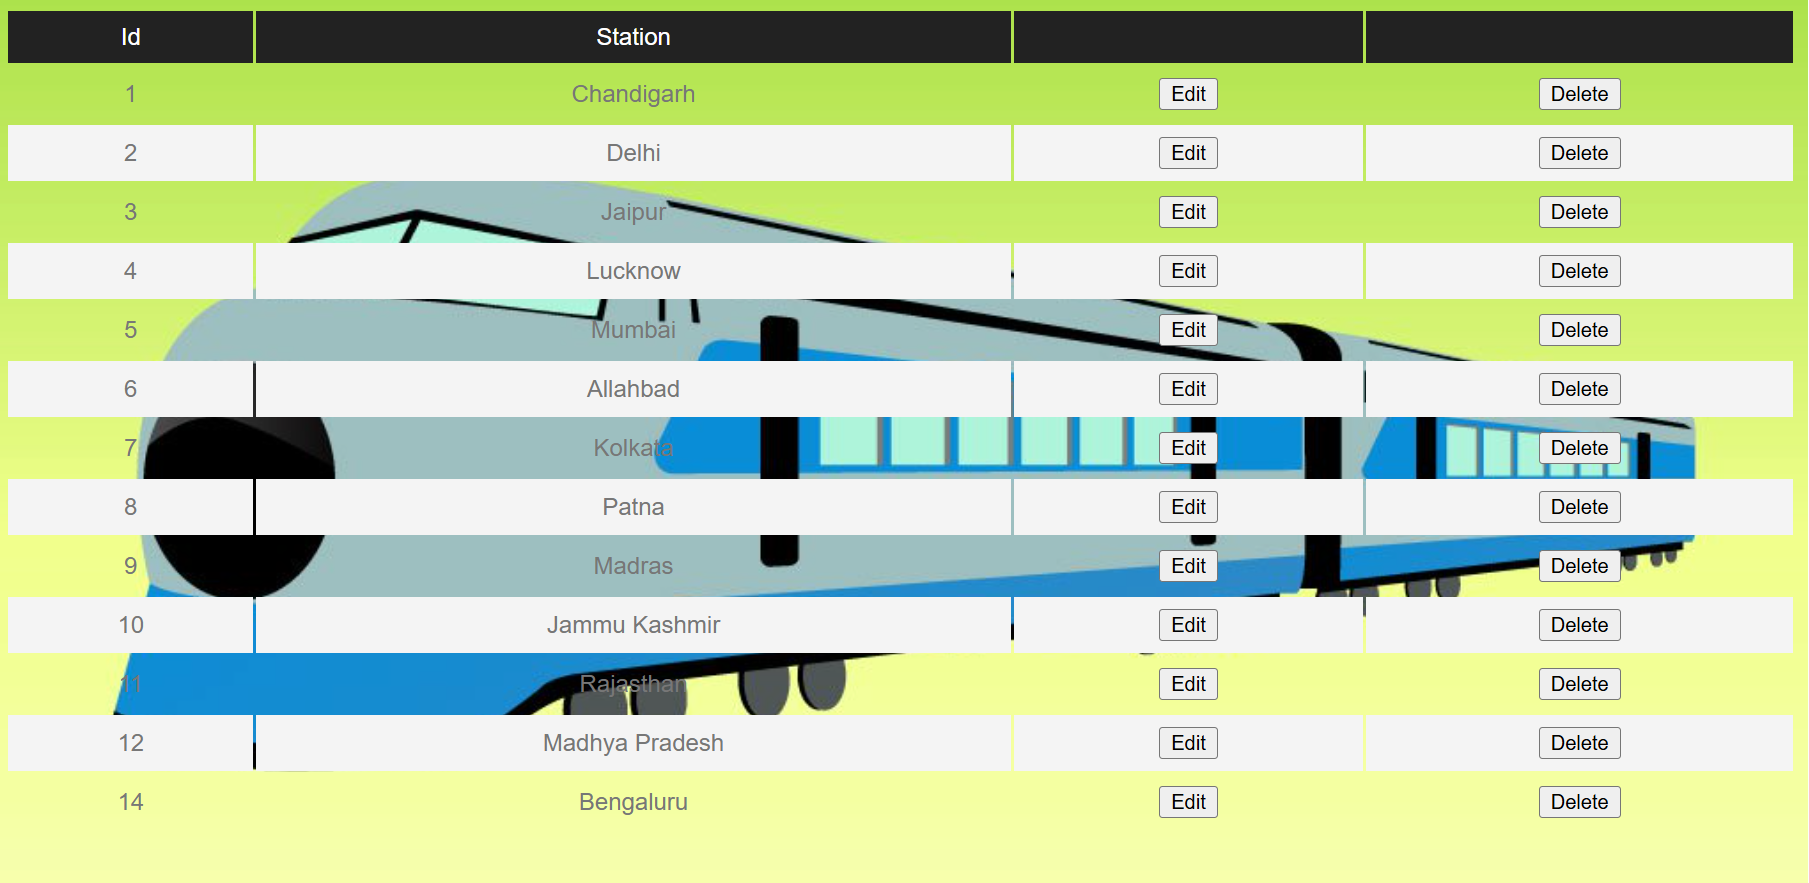 Id Station
1 Chandigarh Edit Delete
2 Delhi Edit Delete
3 Jaipur Edit Delete
4 Lucknow Edit Delete
5 Mumbai Edit Delete
6 Allahbad Edit Delete
7 Kolkata Edit Delete
8 Patna Edit Delete
9 Madras Edit Delete
10 Jammu Kashmir Edit Delete
11 Rajasthan Edit Delete
12 Madhya Pradesh Edit Delete
14 Bengaluru Edit Delete